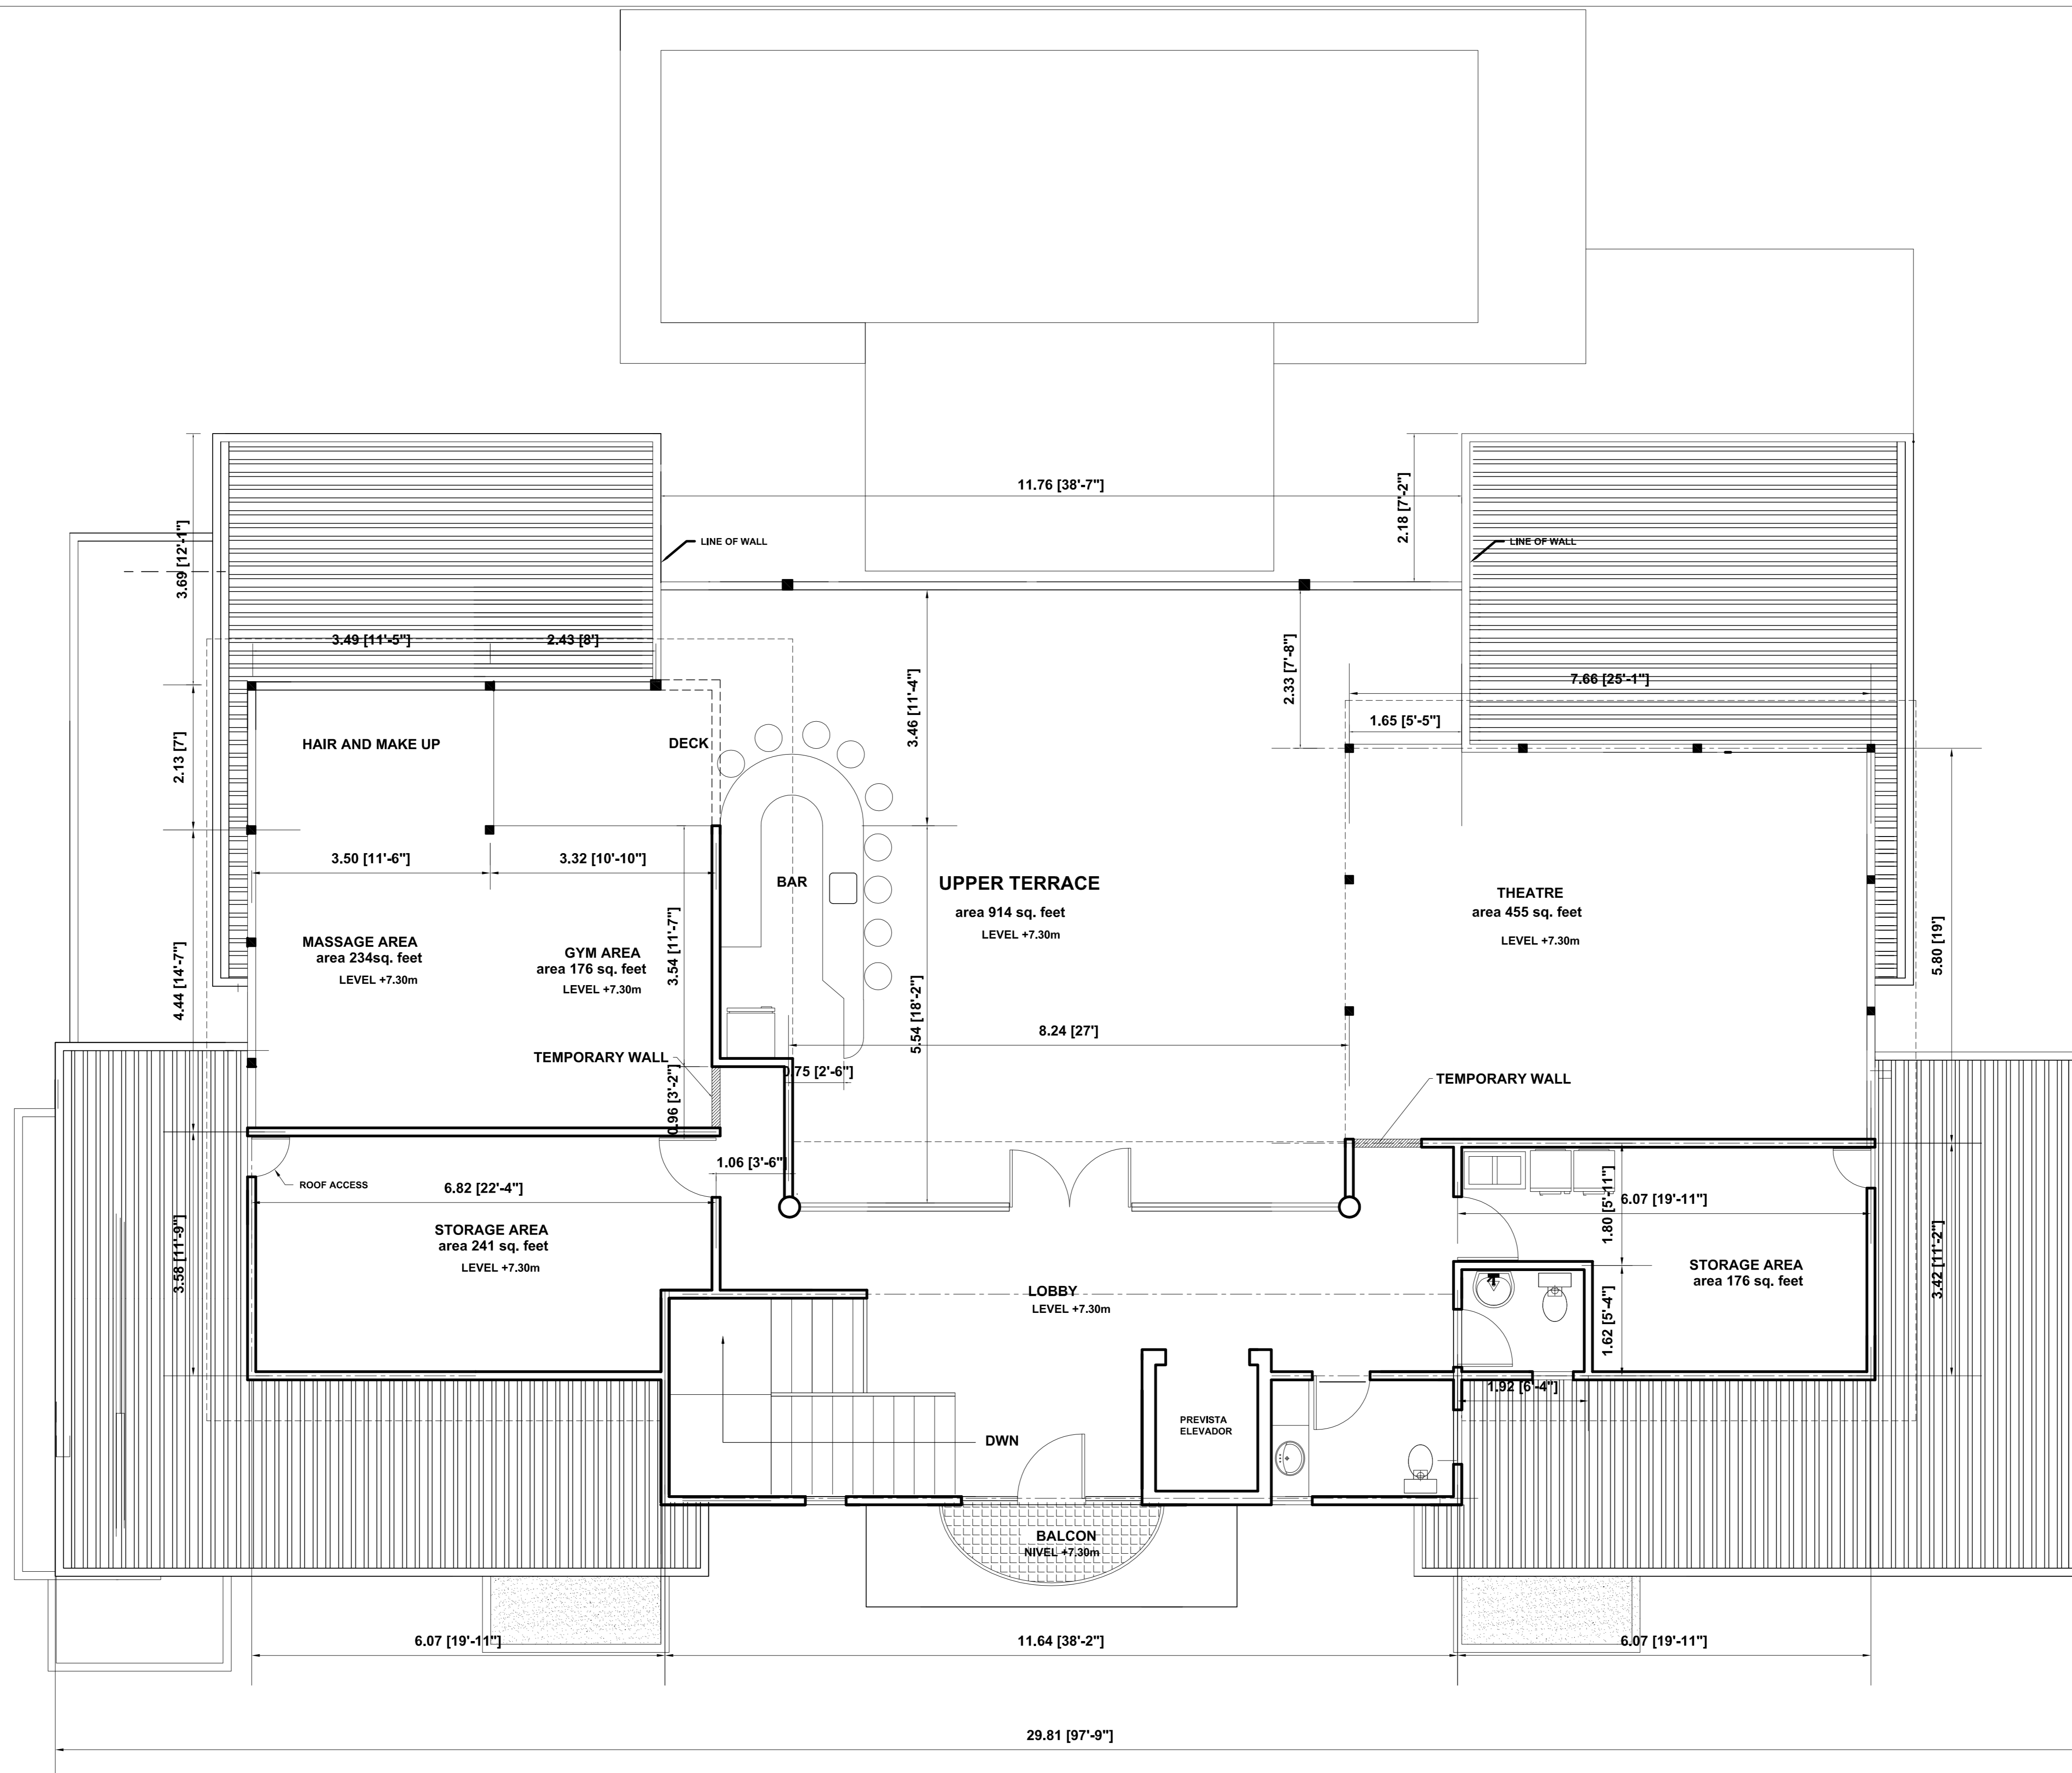 11.76 [38'-7"]
2.18 [7'-2"]
LINE OF WALL
LINE OF WALL
3.69 [12'-1"]
3.49 [11'-5"]
2.43 [8']
2.33 [7'-8"]
7.66 [25'-1"]
3.46 [11'-4"]
1.65 [5'-5"]
2.13 [7']
HAIR AND MAKE UP
DECK
3.50 [11'-6"]
3.32 [10'-10"]
BAR
UPPER TERRACE
area 914 sq. feet
LEVEL +7.30m
THEATRE
area 455 sq. feet
LEVEL +7.30m
MASSAGE AREA
area 234sq. feet
LEVEL +7.30m
GYM AREA
area 176 sq. feet
LEVEL +7.30m
3.54 [11'-7"]
4.44 [14'-7"]
5.80 [19']
5.54 [18'-2"]
8.24 [27']
TEMPORARY WALL
0.75 [2'-6"]
TEMPORARY WALL
0.96 [3'-2"]
1.06 [3'-6"]
ROOF ACCESS
6.82 [22'-4"]
1.80 [5'-11"]
6.07 [19'-11"]
STORAGE AREA
area 241 sq. feet
LEVEL +7.30m
3.58 [11'-9"]
STORAGE AREA
area 176 sq. feet
3.42 [11'-2"]
LOBBY
LEVEL +7.30m
1.62 [5'-4"]
1.92 [6'-4"]
PREVISTA
ELEVADOR
DWN
BALCON
NIVEL +7.30m
6.07 [19'-11"]
11.64 [38'-2"]
6.07 [19'-11"]
29.81 [97'-9"]